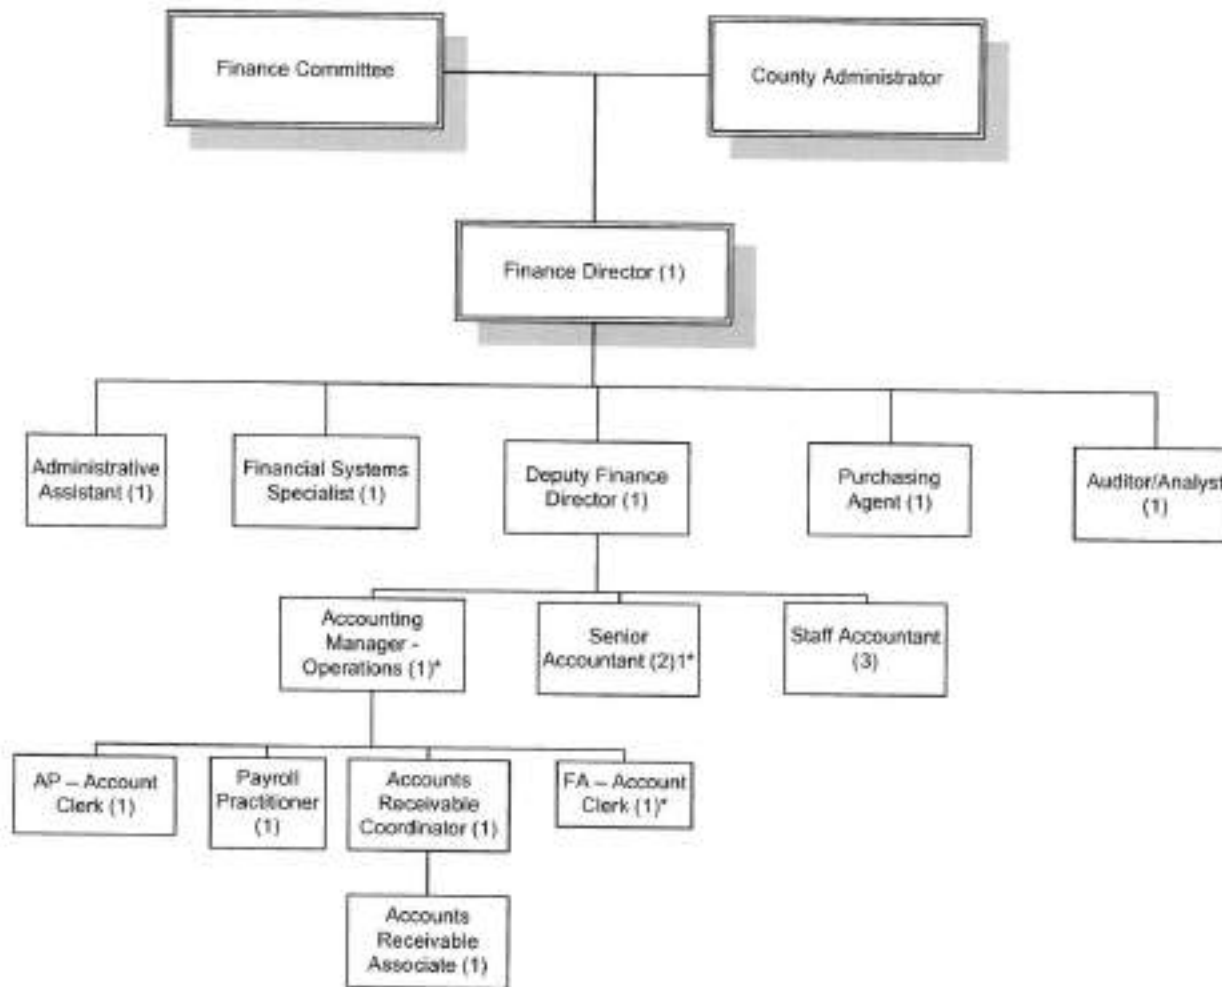 Finance Committee
County Administrator
Finance Director (1)
Administrative
Assistant (1)
Financial Systems
Specialist (1)
Deputy Finance
Director (1)
Purchasing
Agent (1)
Auditor/Analyst
(1)
Accounting
Manager -
Operations (1)*
Senior
Accountant (2)1*
Staff Accountant
(3)
AP – Account
Clerk (1)
Payroll
Practitioner
(1)
Accounts
Receivable
Coordinator (1)
FA – Account
Clerk (1)*
Accounts
Receivable
Associate (1)